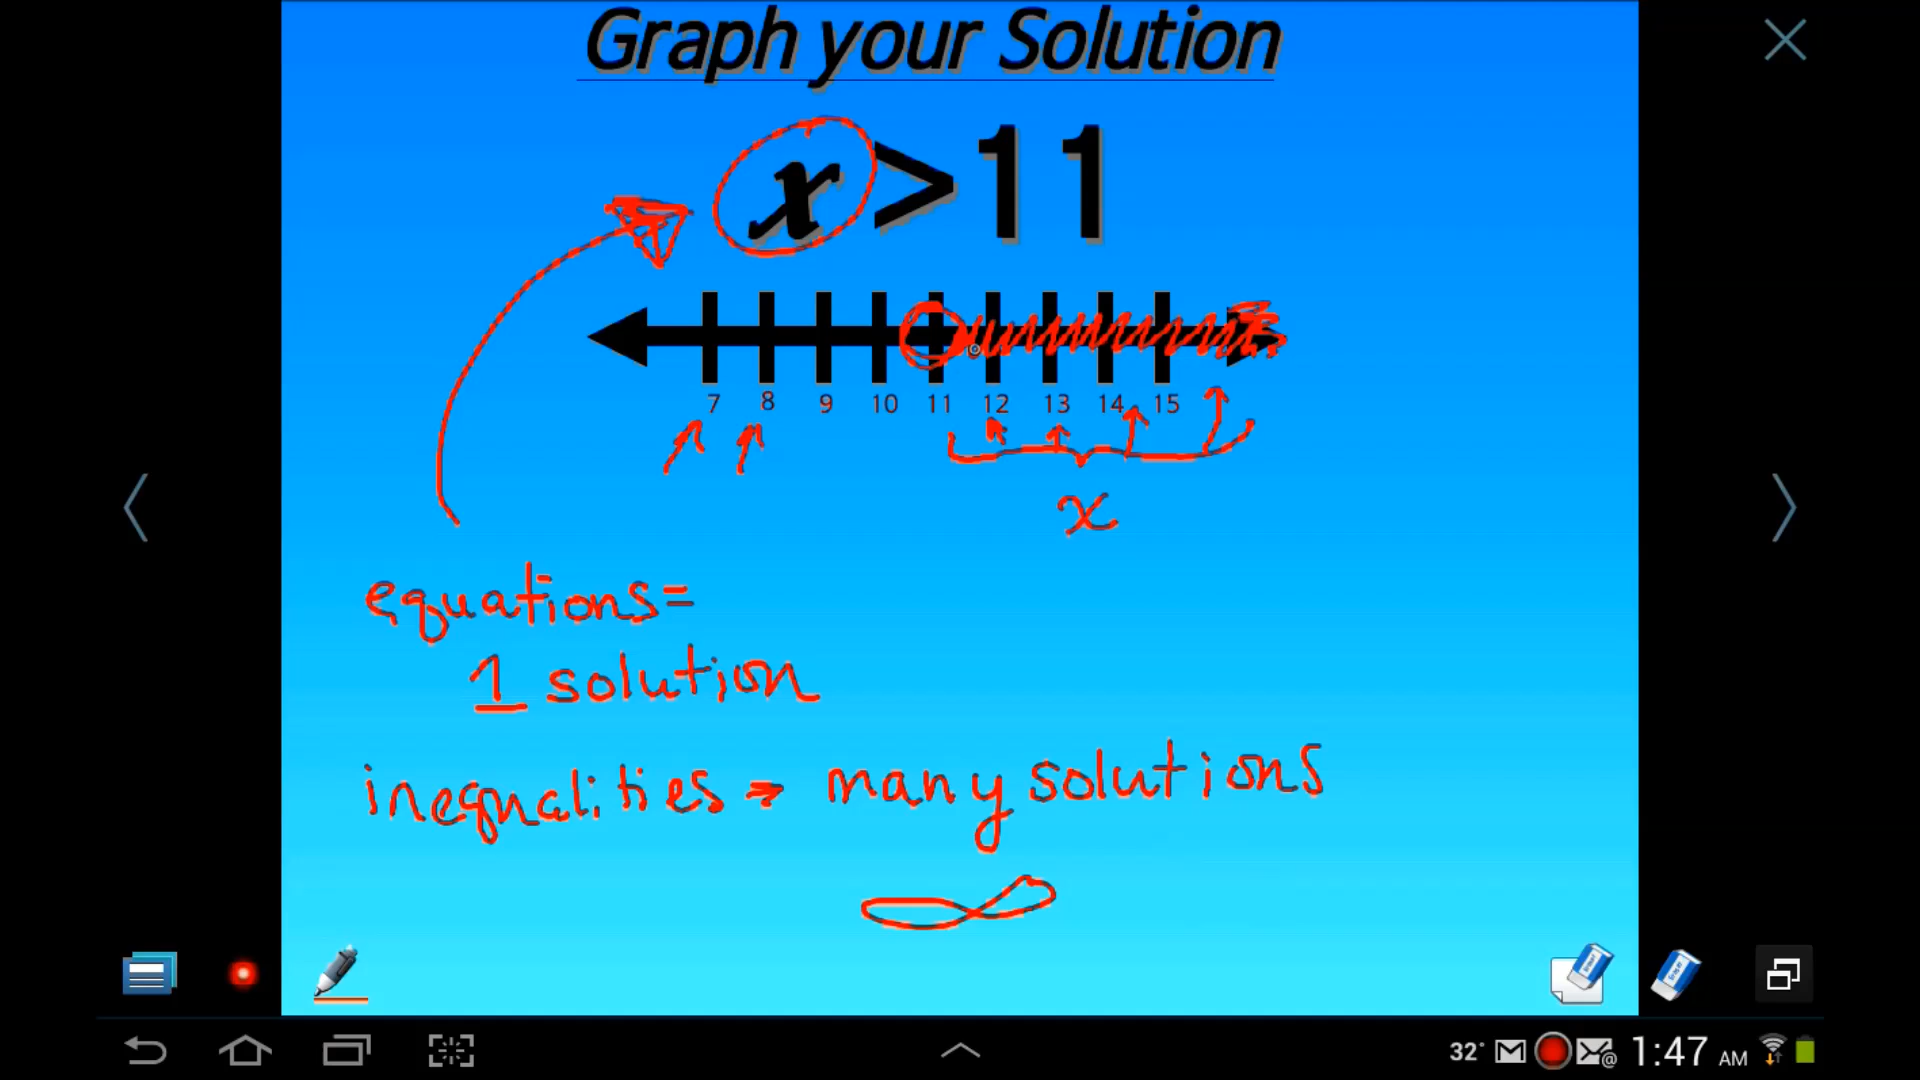 Graph your Solution
x>11
7 8 9 10 11 12 13 14 15
x
equations=
1 solution
inequalities → many solutions
∞
32° 1:47 AM